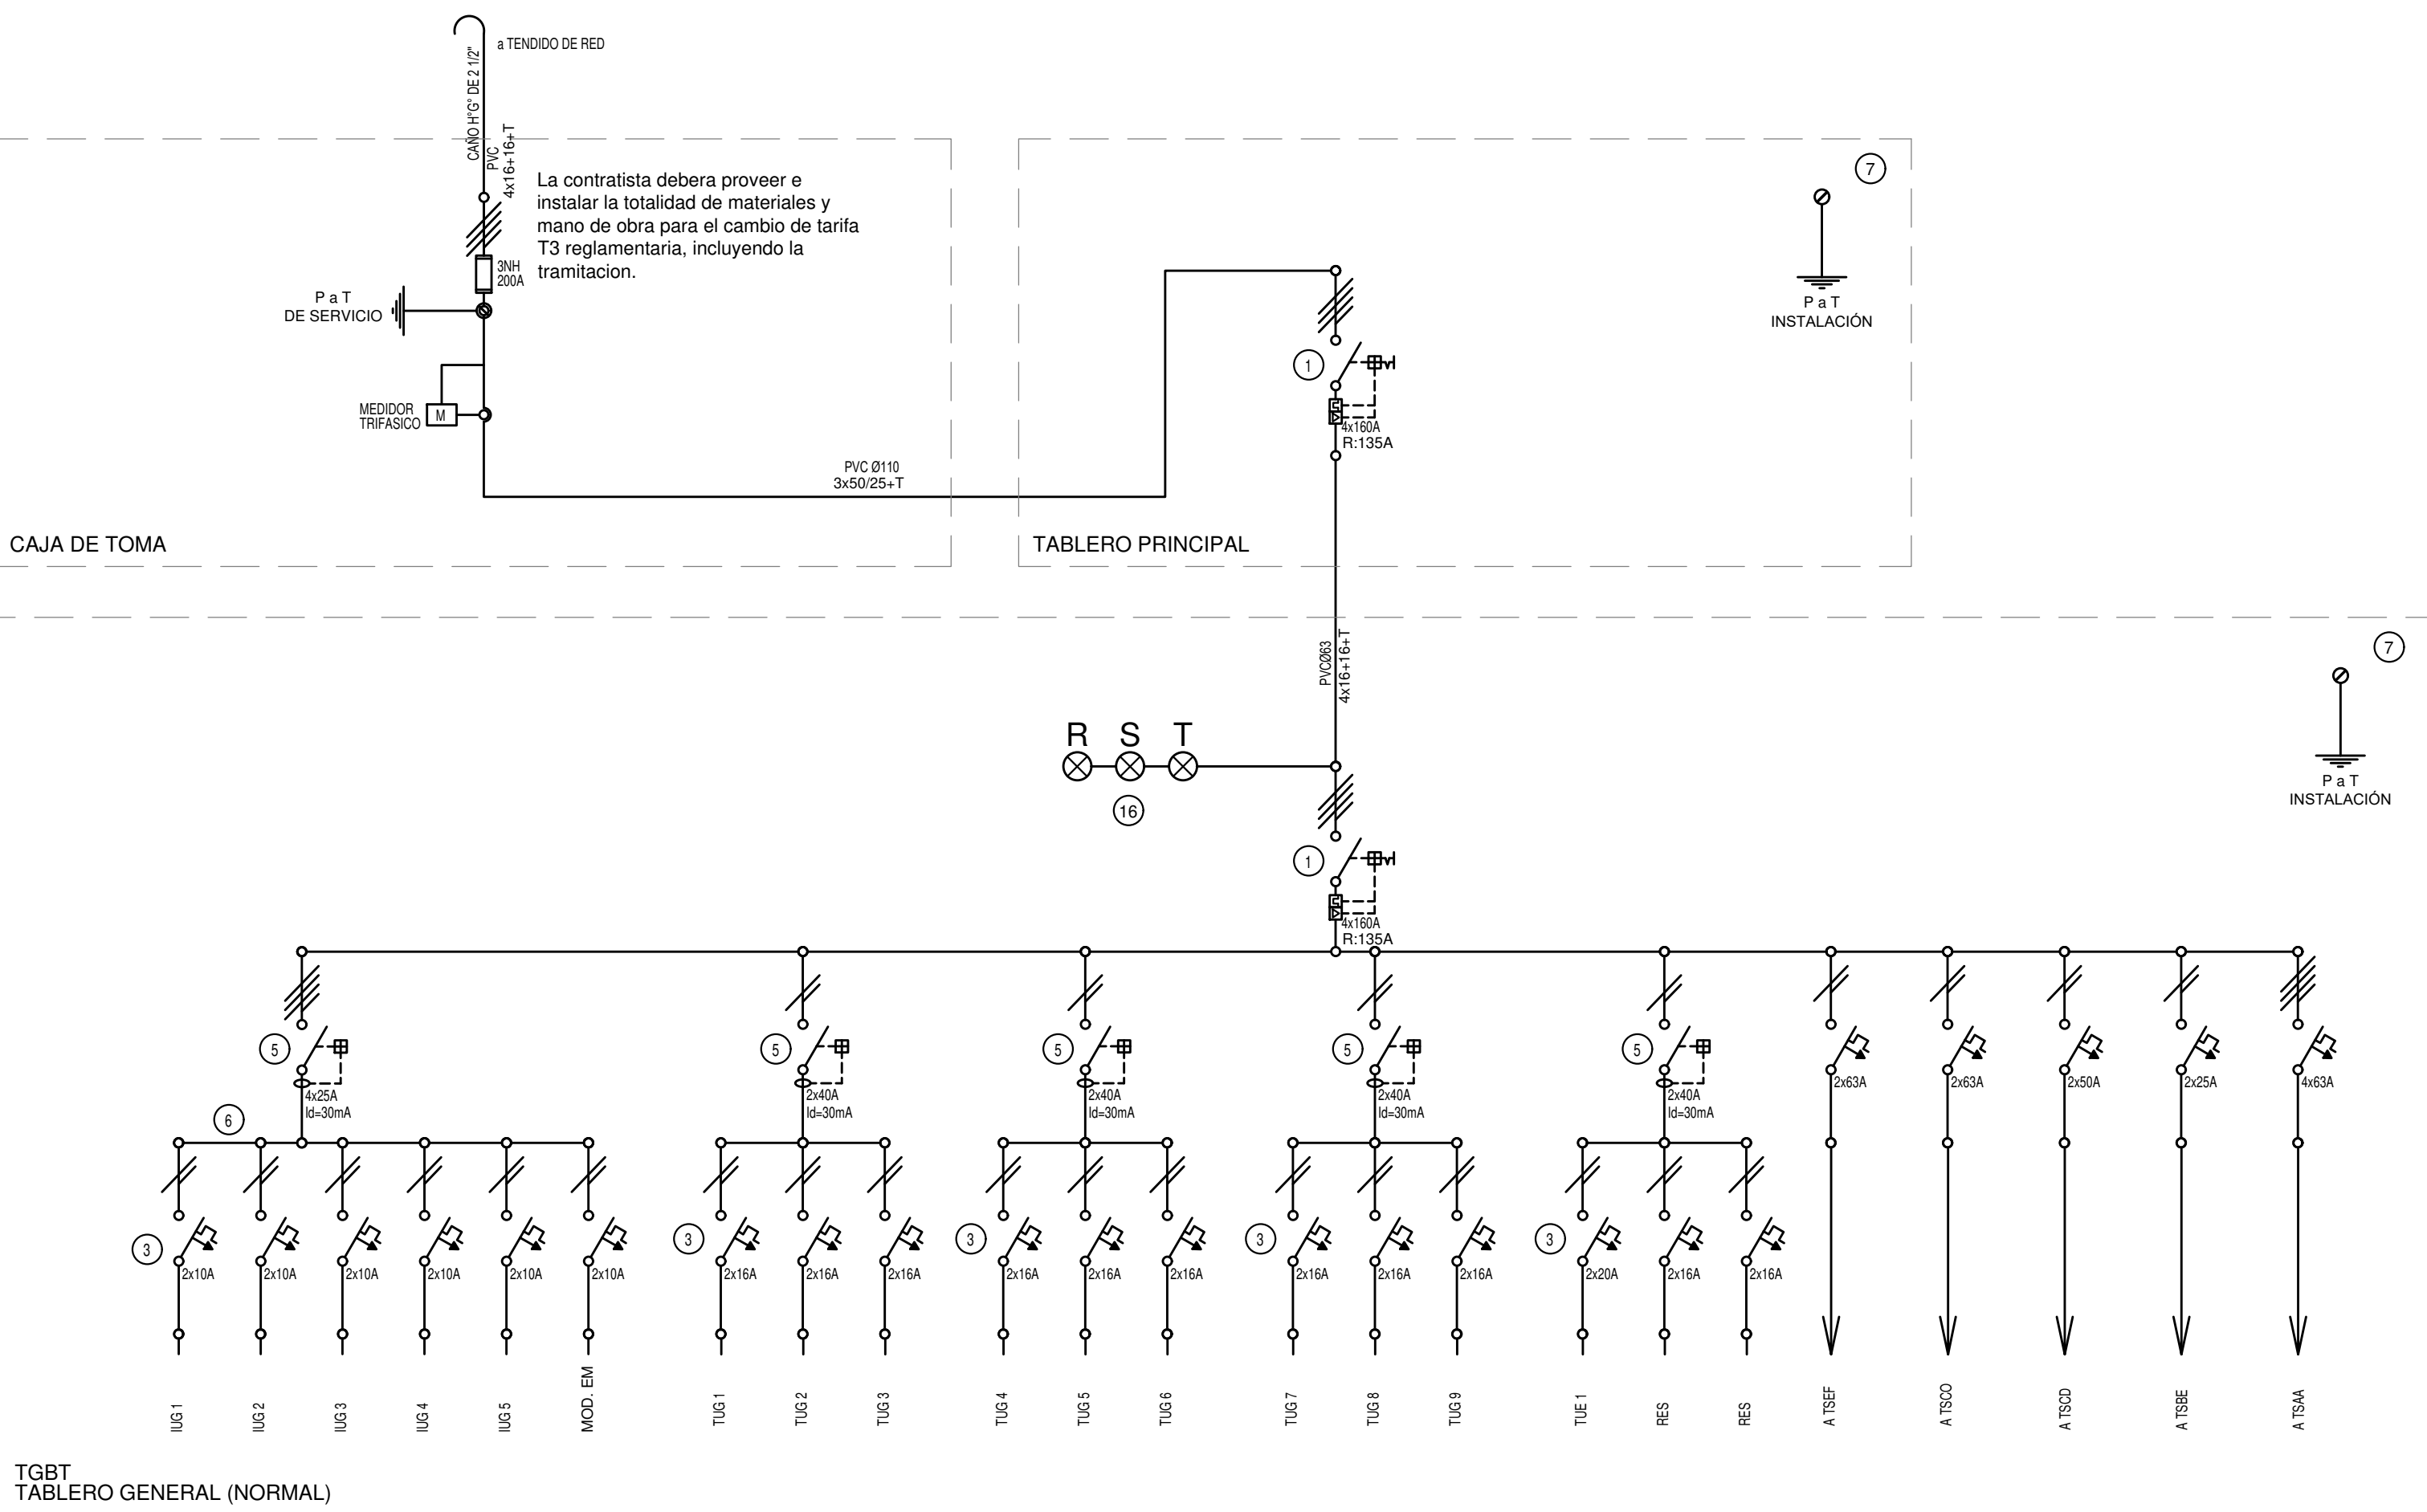 a TENDIDO DE RED
CAÑO H°G° DE 2 1/2"
PVC
4x16+16+T
La contratista debera proveer e
instalar la totalidad de materiales y
mano de obra para el cambio de tarifa
T3 reglamentaria, incluyendo la
tramitacion.
3NH
200A
P a T
DE SERVICIO
MEDIDOR
TRIFASICO
M
PVC Ø110
3x50/25+T
CAJA DE TOMA
7
P a T
INSTALACIÓN
1
4x160A
R:135A
TABLERO PRINCIPAL
PVCØ63
4x16+16+T
7
P a T
INSTALACIÓN
R S T
16
1
4x160A
R:135A
5
4x25A
Id=30mA
5
2x40A
Id=30mA
5
2x40A
Id=30mA
5
2x40A
Id=30mA
5
2x40A
Id=30mA
2x63A
2x63A
2x50A
2x25A
4x63A
6
3
2x10A
2x10A
2x10A
2x10A
2x10A
2x10A
3
2x16A
2x16A
2x16A
3
2x16A
2x16A
2x16A
3
2x16A
2x16A
2x16A
3
2x20A
2x16A
2x16A
IUG 1
IUG 2
IUG 3
IUG 4
IUG 5
MOD. EM
TUG 1
TUG 2
TUG 3
TUG 4
TUG 5
TUG 6
TUG 7
TUG 8
TUG 9
TUE 1
RES
RES
A TSEF
A TSCO
A TSCD
A TSBE
A TSAA
TGBT
TABLERO GENERAL (NORMAL)